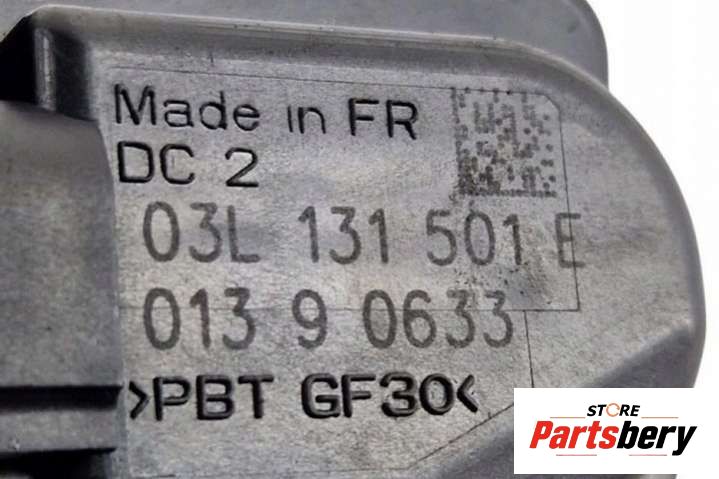 Made in FR
DC 2
03L 131 501 E
013 9 0633
>PBT GF30<
STORE
Partsbery